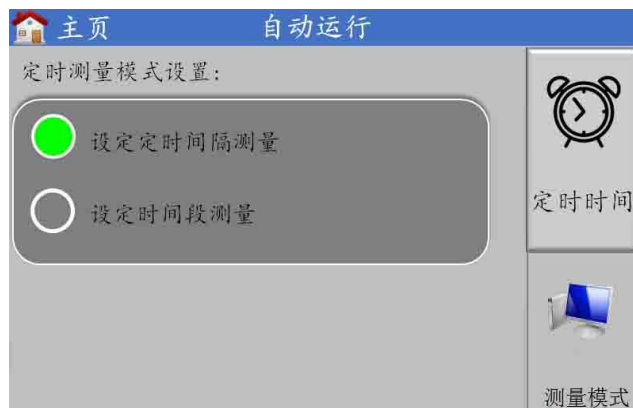 主页 自动运行
定时测量模式设置:
设定定时间隔测量
设定时间段测量
定时时间
测量模式